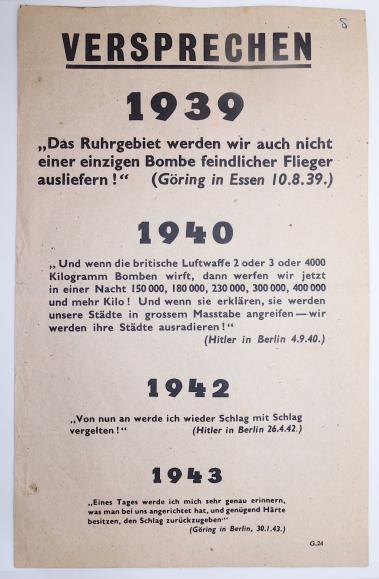 S
VERSPRECHEN
1939
„Das Ruhrgebiet werden wir auch nicht
einer einzigen Bombe feindlicher Flieger
ausliefern!" (Göring in Essen 10.8.39.)
1940
„Und wenn die britische Luftwaffe 2 oder 3 oder 4000
Kilogramm Bomben wirft, dann werfen wir jetzt
in einer Nacht 150 000, 180 000, 230 000, 300 000, 400 000
und mehr Kilo! Und wenn sie erklären, sie werden
unsere Städte in grossem Masstabe angreifen—wir
werden ihre Städte ausradieren!"
(Hitler in Berlin 4.9.40.)
1942
„Von nun an werde ich wieder Schlag mit Schlag
vergelten!" (Hitler in Berlin 26.4.42.)
1943
„Eines Tages werde ich mich sehr genau erinnern,
was man bei uns angerichtet hat, und genügend Härte
besitzen, den Schlag zurückzugeben"
(Göring in Berlin, 30.1.43.)
G.24